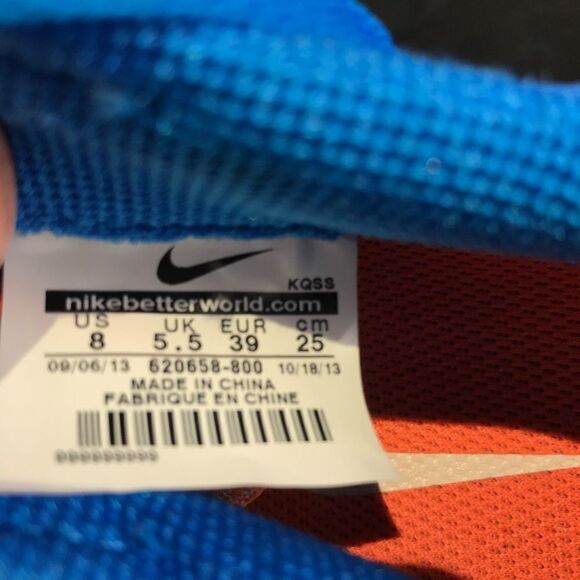 KQSS
nikebetterworld.com
US UK EUR cm
8 5.5 39 25
09/06/13 620658-800 10/18/13
MADE IN CHINA
FABRIQUE EN CHINE
9999999999